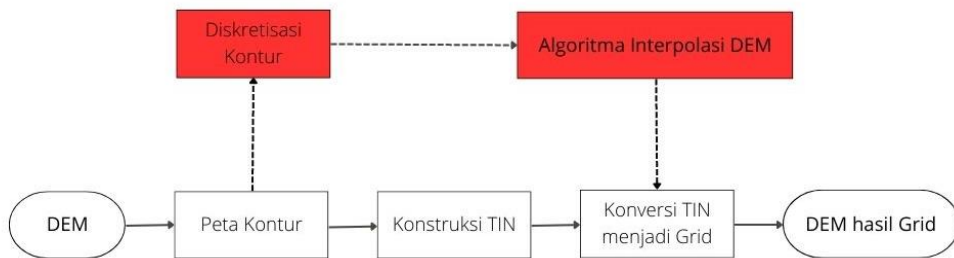 Diskretisasi
Kontur
Algoritma Interpolasi DEM
DEM
Peta Kontur
Konstruksi TIN
Konversi TIN
menjadi Grid
DEM hasil Grid